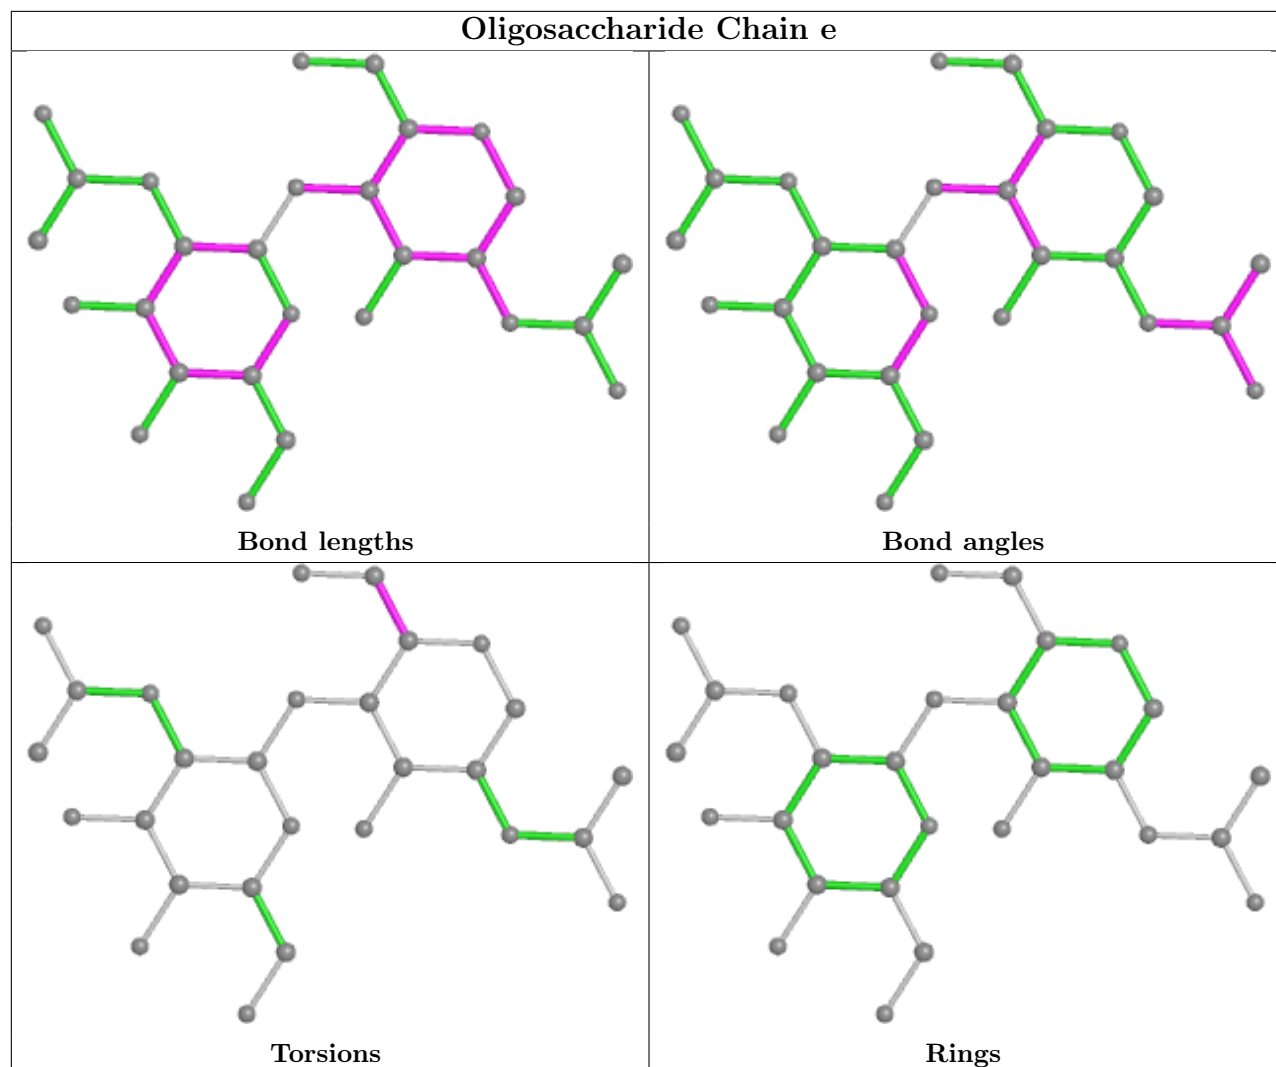 Oligosaccharide Chain e
Bond lengths
Bond angles
Torsions
Rings